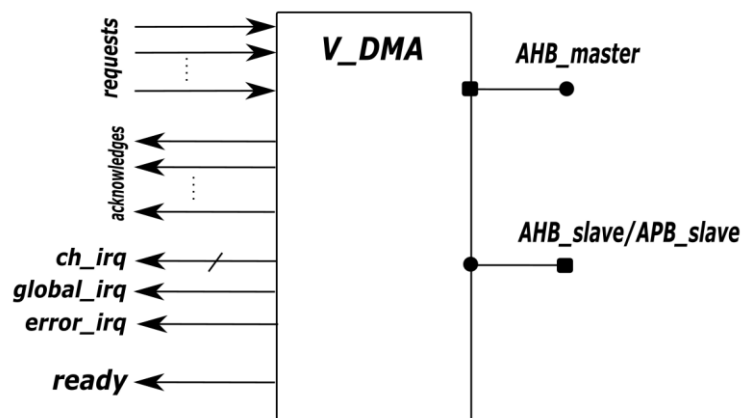 requests
V_DMA
AHB_master
acknowledges
AHB_slave/APB_slave
ch_irq
global_irq
error_irq
ready